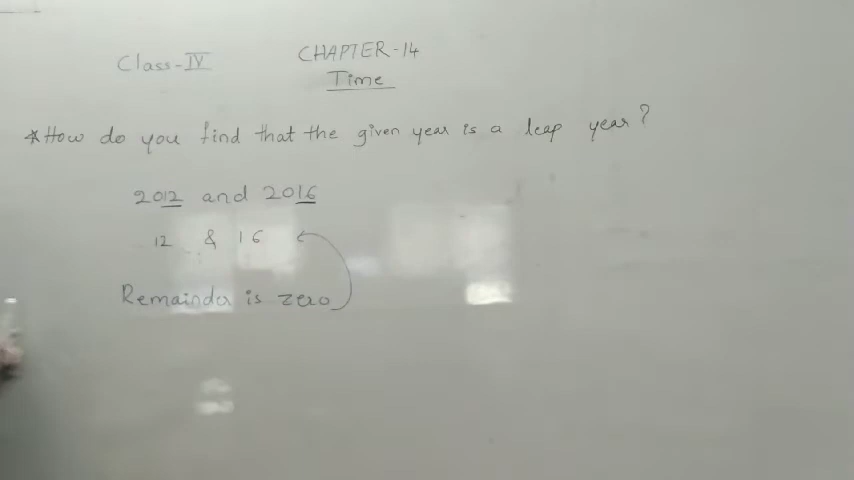 Class-IV CHAPTER-14
Time
*How do you find that the given year is a leap year?
2012 and 2016
12 & 16
Remainder is zero